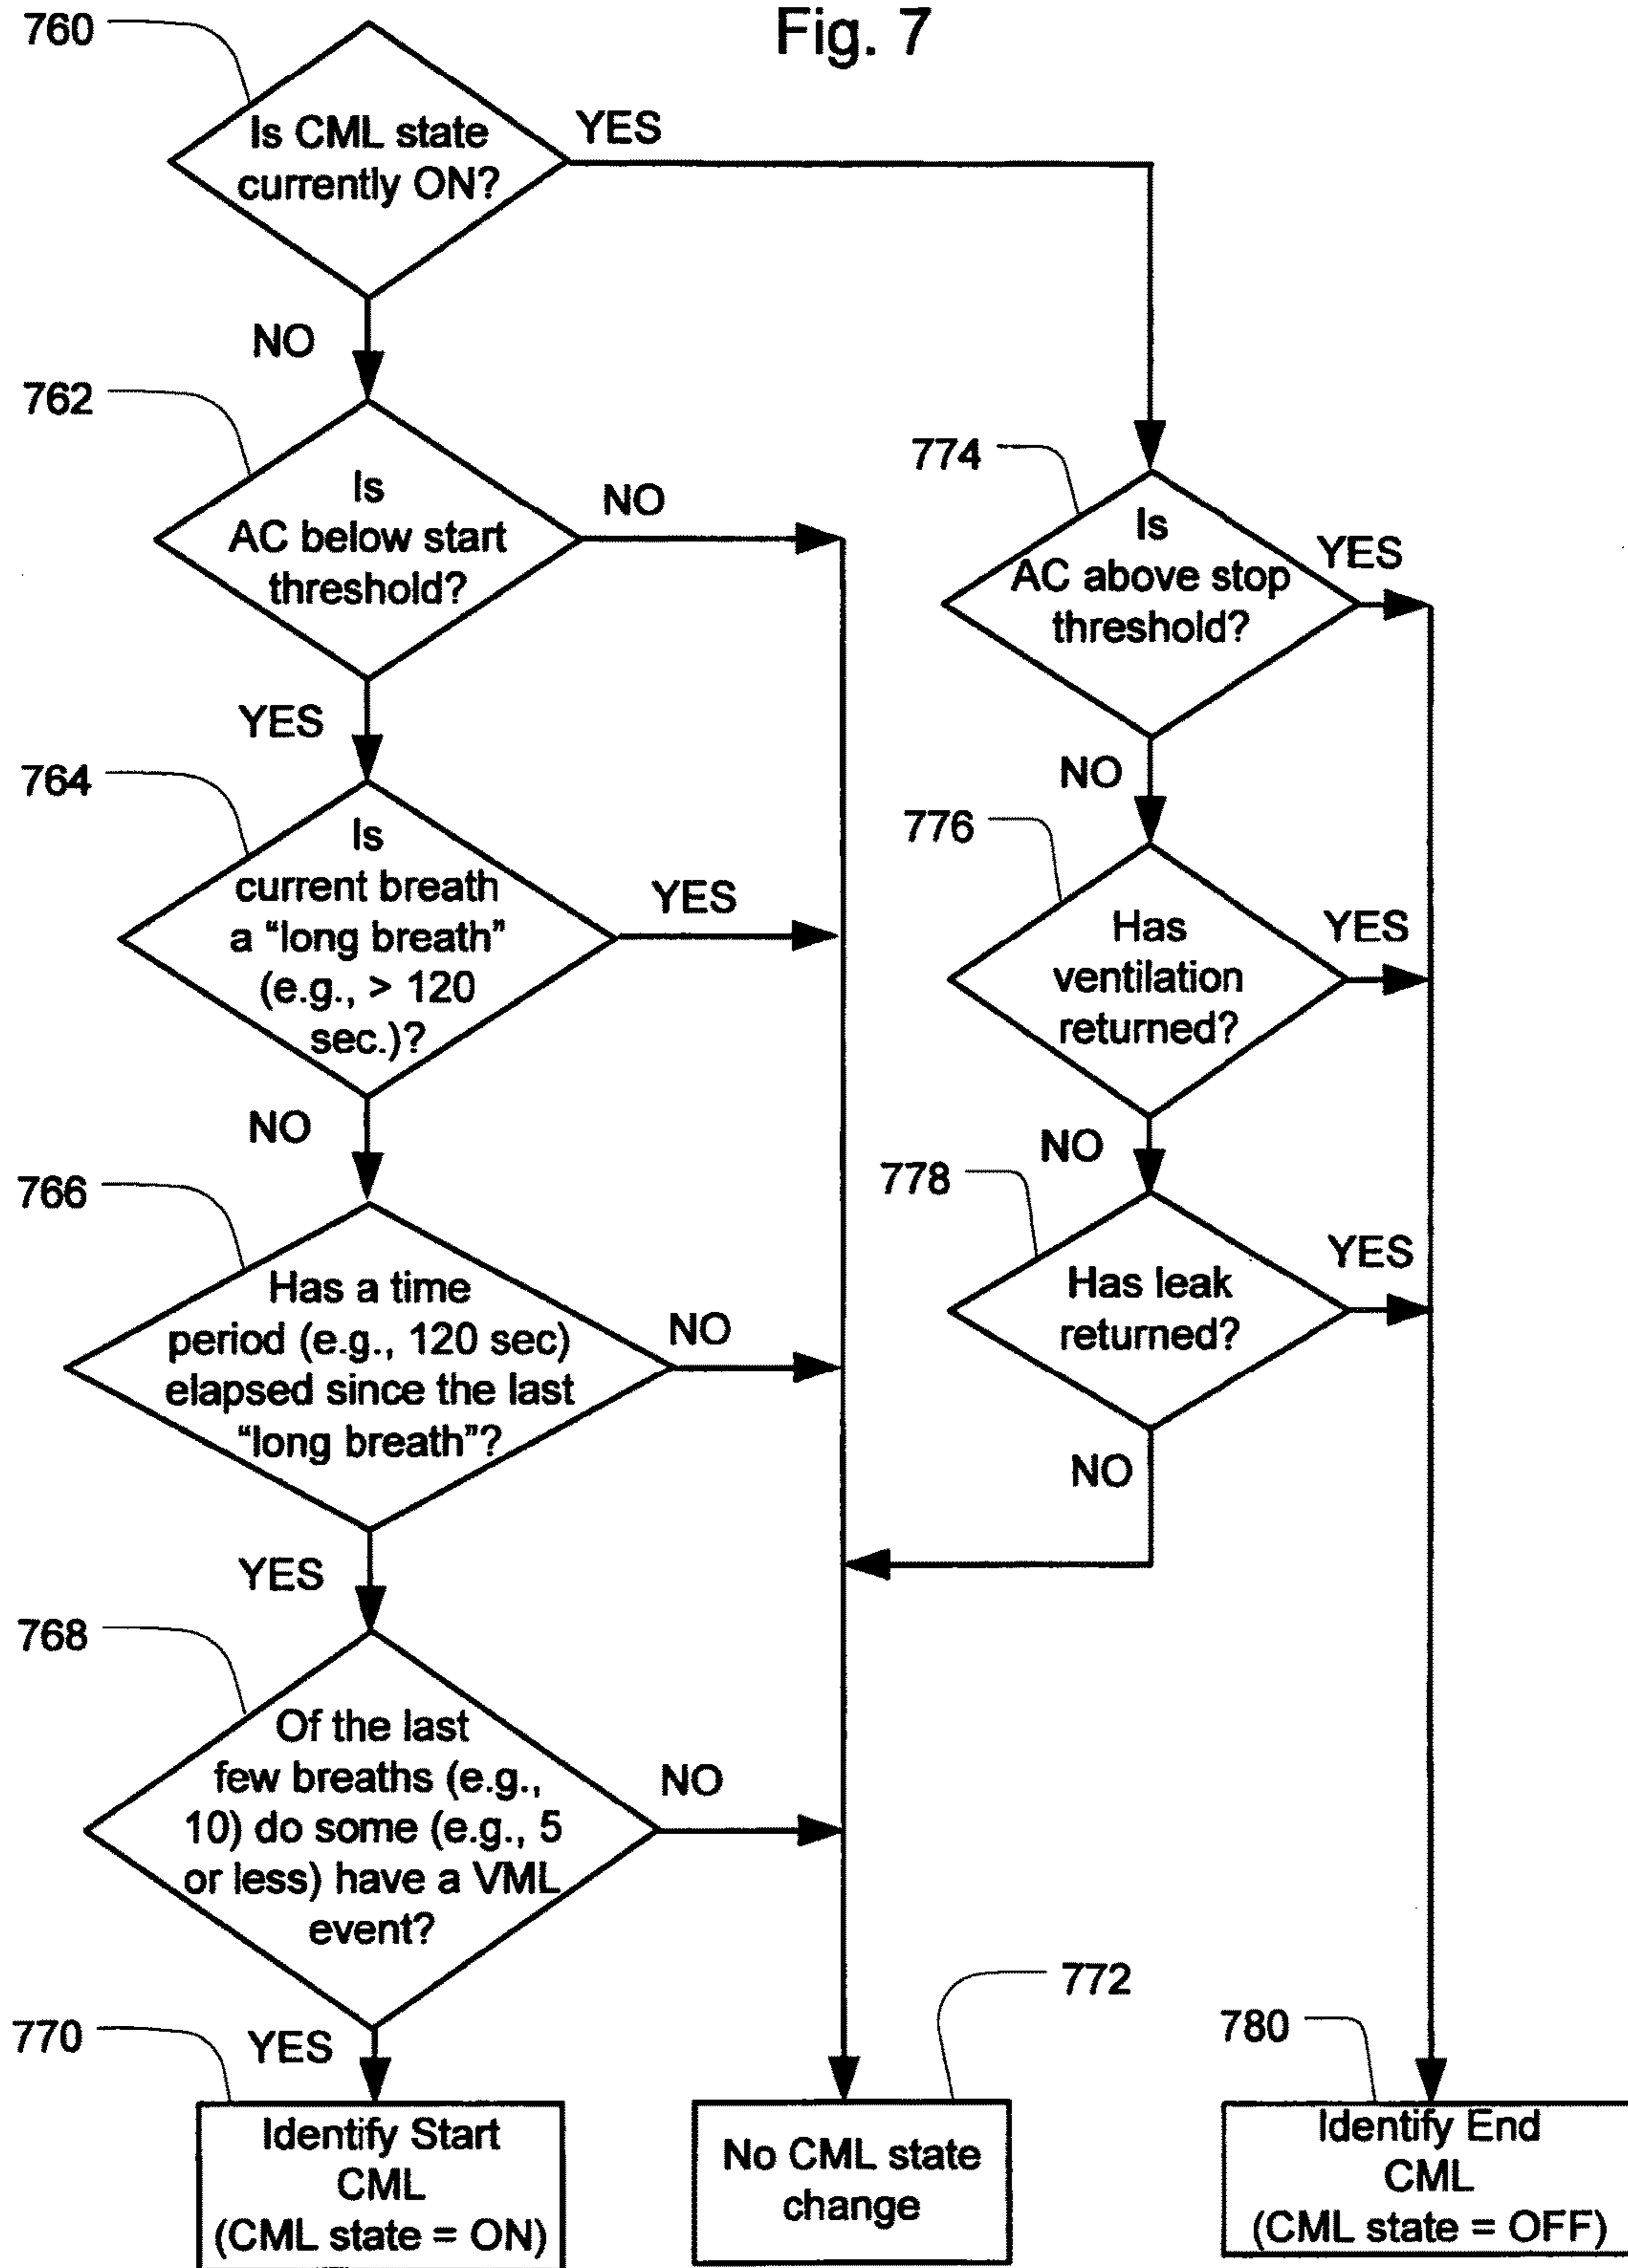 Fig. 7
760
Is CML state
currently ON?
YES
NO
762
Is
AC below start
threshold?
NO
YES
764
Is
current breath
a “long breath”
(e.g., > 120
sec.)?
YES
NO
766
Has a time
period (e.g., 120 sec)
elapsed since the last
“long breath”?
NO
YES
768
Of the last
few breaths (e.g.,
10) do some (e.g., 5
or less) have a VML
event?
NO
YES
770
Identify Start
CML
(CML state = ON)
772
No CML state
change
774
Is
AC above stop
threshold?
YES
NO
776
Has
ventilation
returned?
YES
NO
778
Has leak
returned?
YES
NO
780
Identify End
CML
(CML state = OFF)